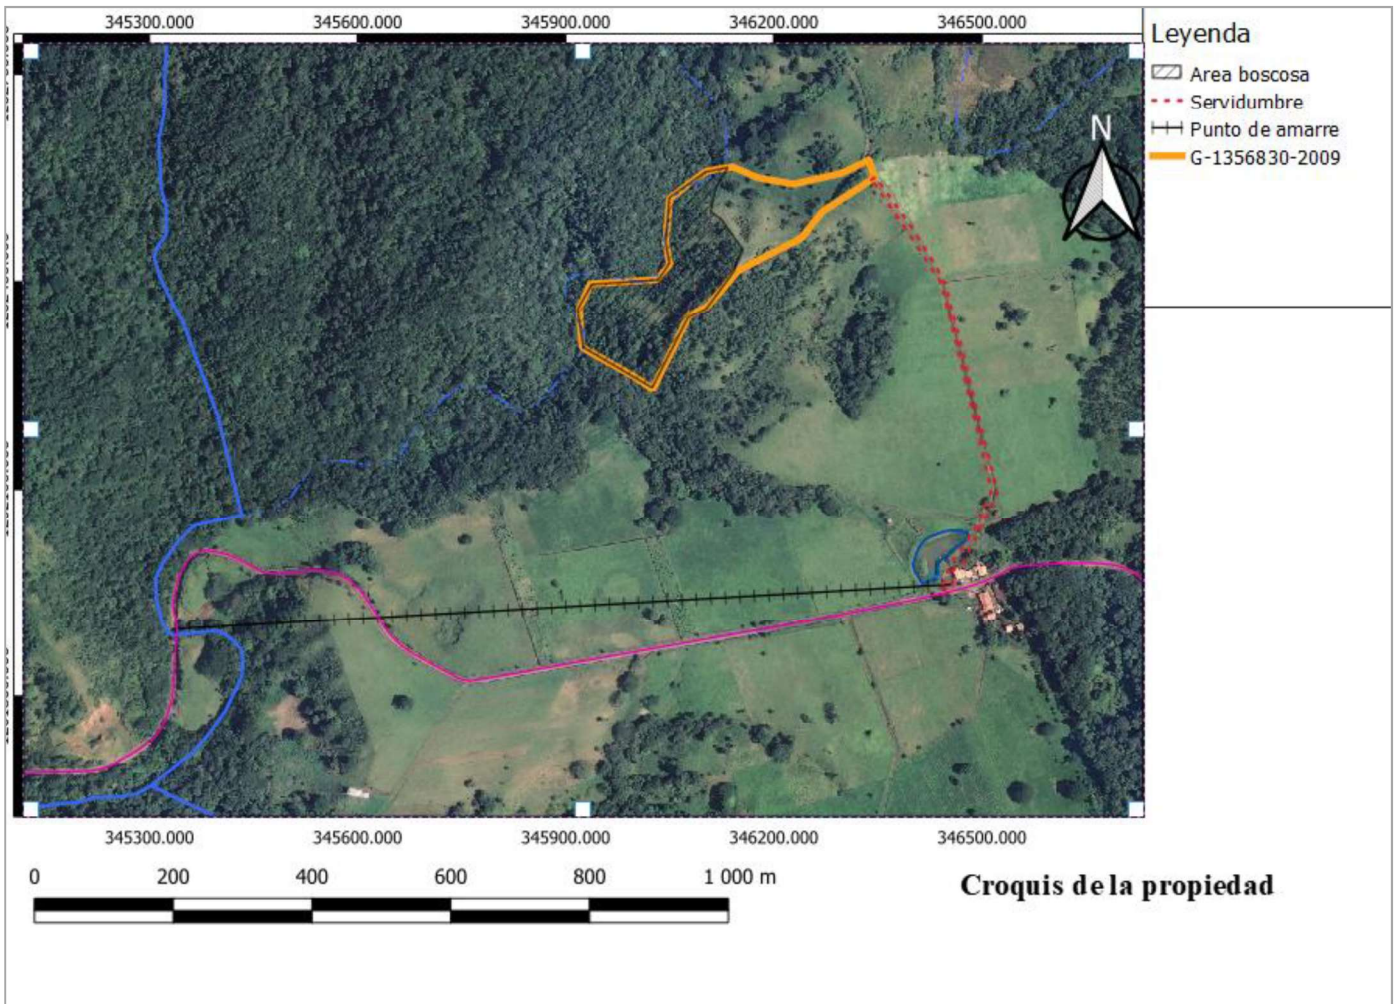 345300.000 345600.000 345900.000 346200.000 346500.000
Leyenda
Area boscosa
Servidumbre
Punto de amarre
G-1356830-2009
N
345300.000 345600.000 345900.000 346200.000 346500.000
0 200 400 600 800 1 000 m
Croquis de la propiedad